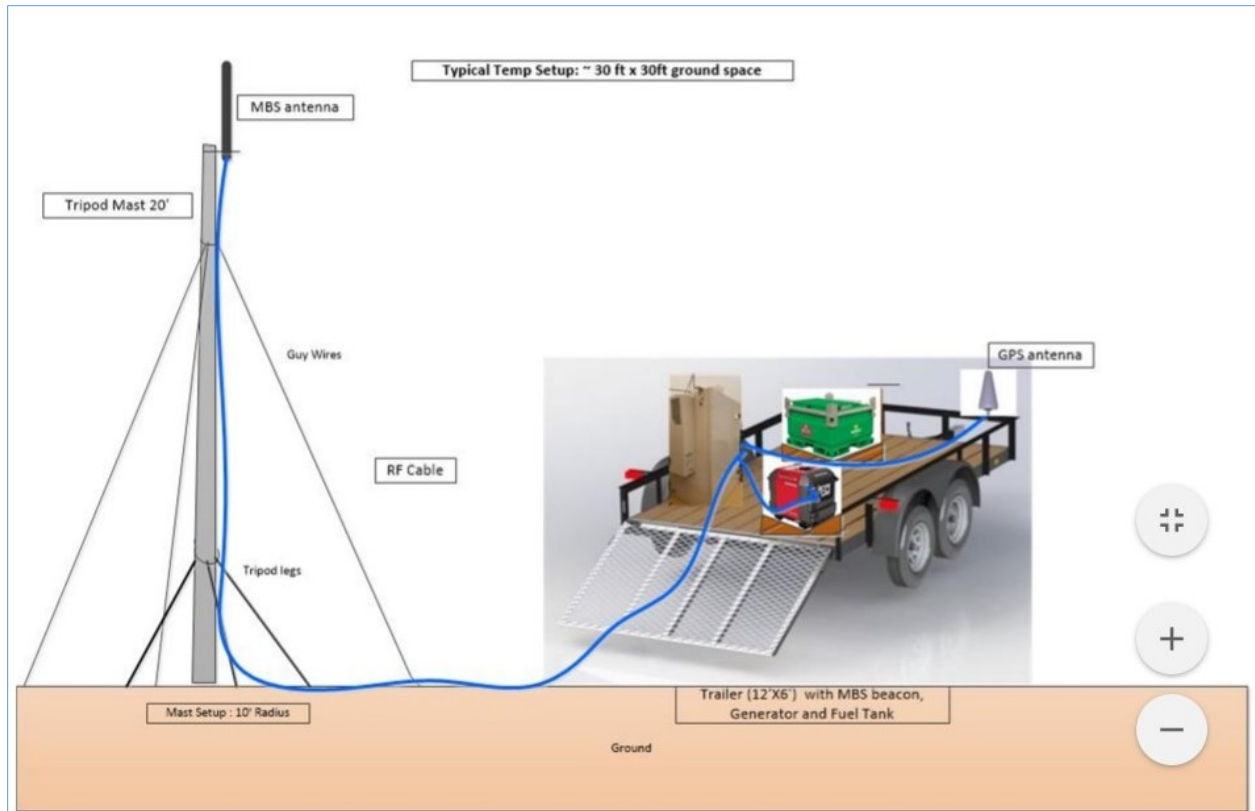 Typical Temp Setup: ~ 30 ft x 30ft ground space
MBS antenna
Tripod Mast 20'
Guy Wires
GPS antenna
RF Cable
Tripod legs
Mast Setup : 10' Radius
Trailer (12'X6') with MBS beacon,
Generator and Fuel Tank
Ground